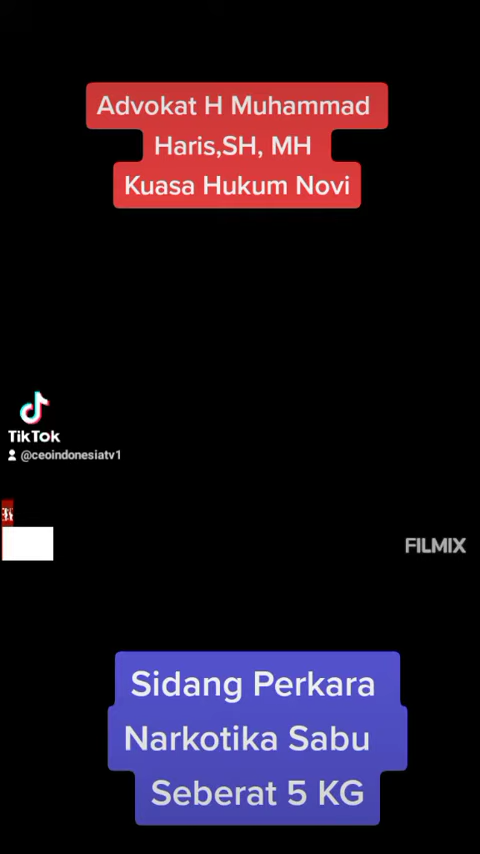 Advokat H Muhammad
Haris,SH, MH
Kuasa Hukum Novi
TikTok
@ceoindonesiatv1
FILMIX
Sidang Perkara
Narkotika Sabu
Seberat 5 KG